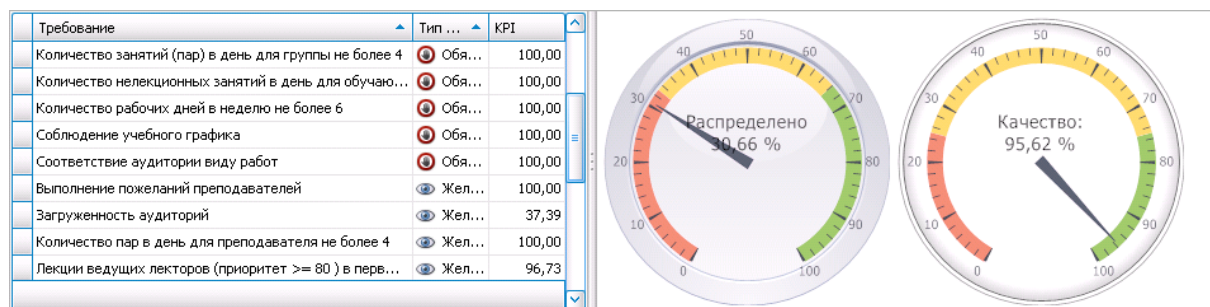 Требование Тип ... KPI
Количество занятий (пар) в день для группы не более 4 Обя... 100,00
Количество нелекционных занятий в день для обучаю... Обя... 100,00
Количество рабочих дней в неделю не более 6 Обя... 100,00
Соблюдение учебного графика Обя... 100,00
Соответствие аудитории виду работ Обя... 100,00
Выполнение пожеланий преподавателей Жел... 100,00
Загруженность аудиторий Жел... 37,39
Количество пар в день для преподавателя не более 4 Жел... 100,00
Лекции ведущих лекторов (приоритет >= 80 ) в перв... Жел... 96,73
0 10 20 30 40 50 60 70 80 90 100
Распределено
30,66 %
0 10 20 30 40 50 60 70 80 90 100
Качество:
95,62 %